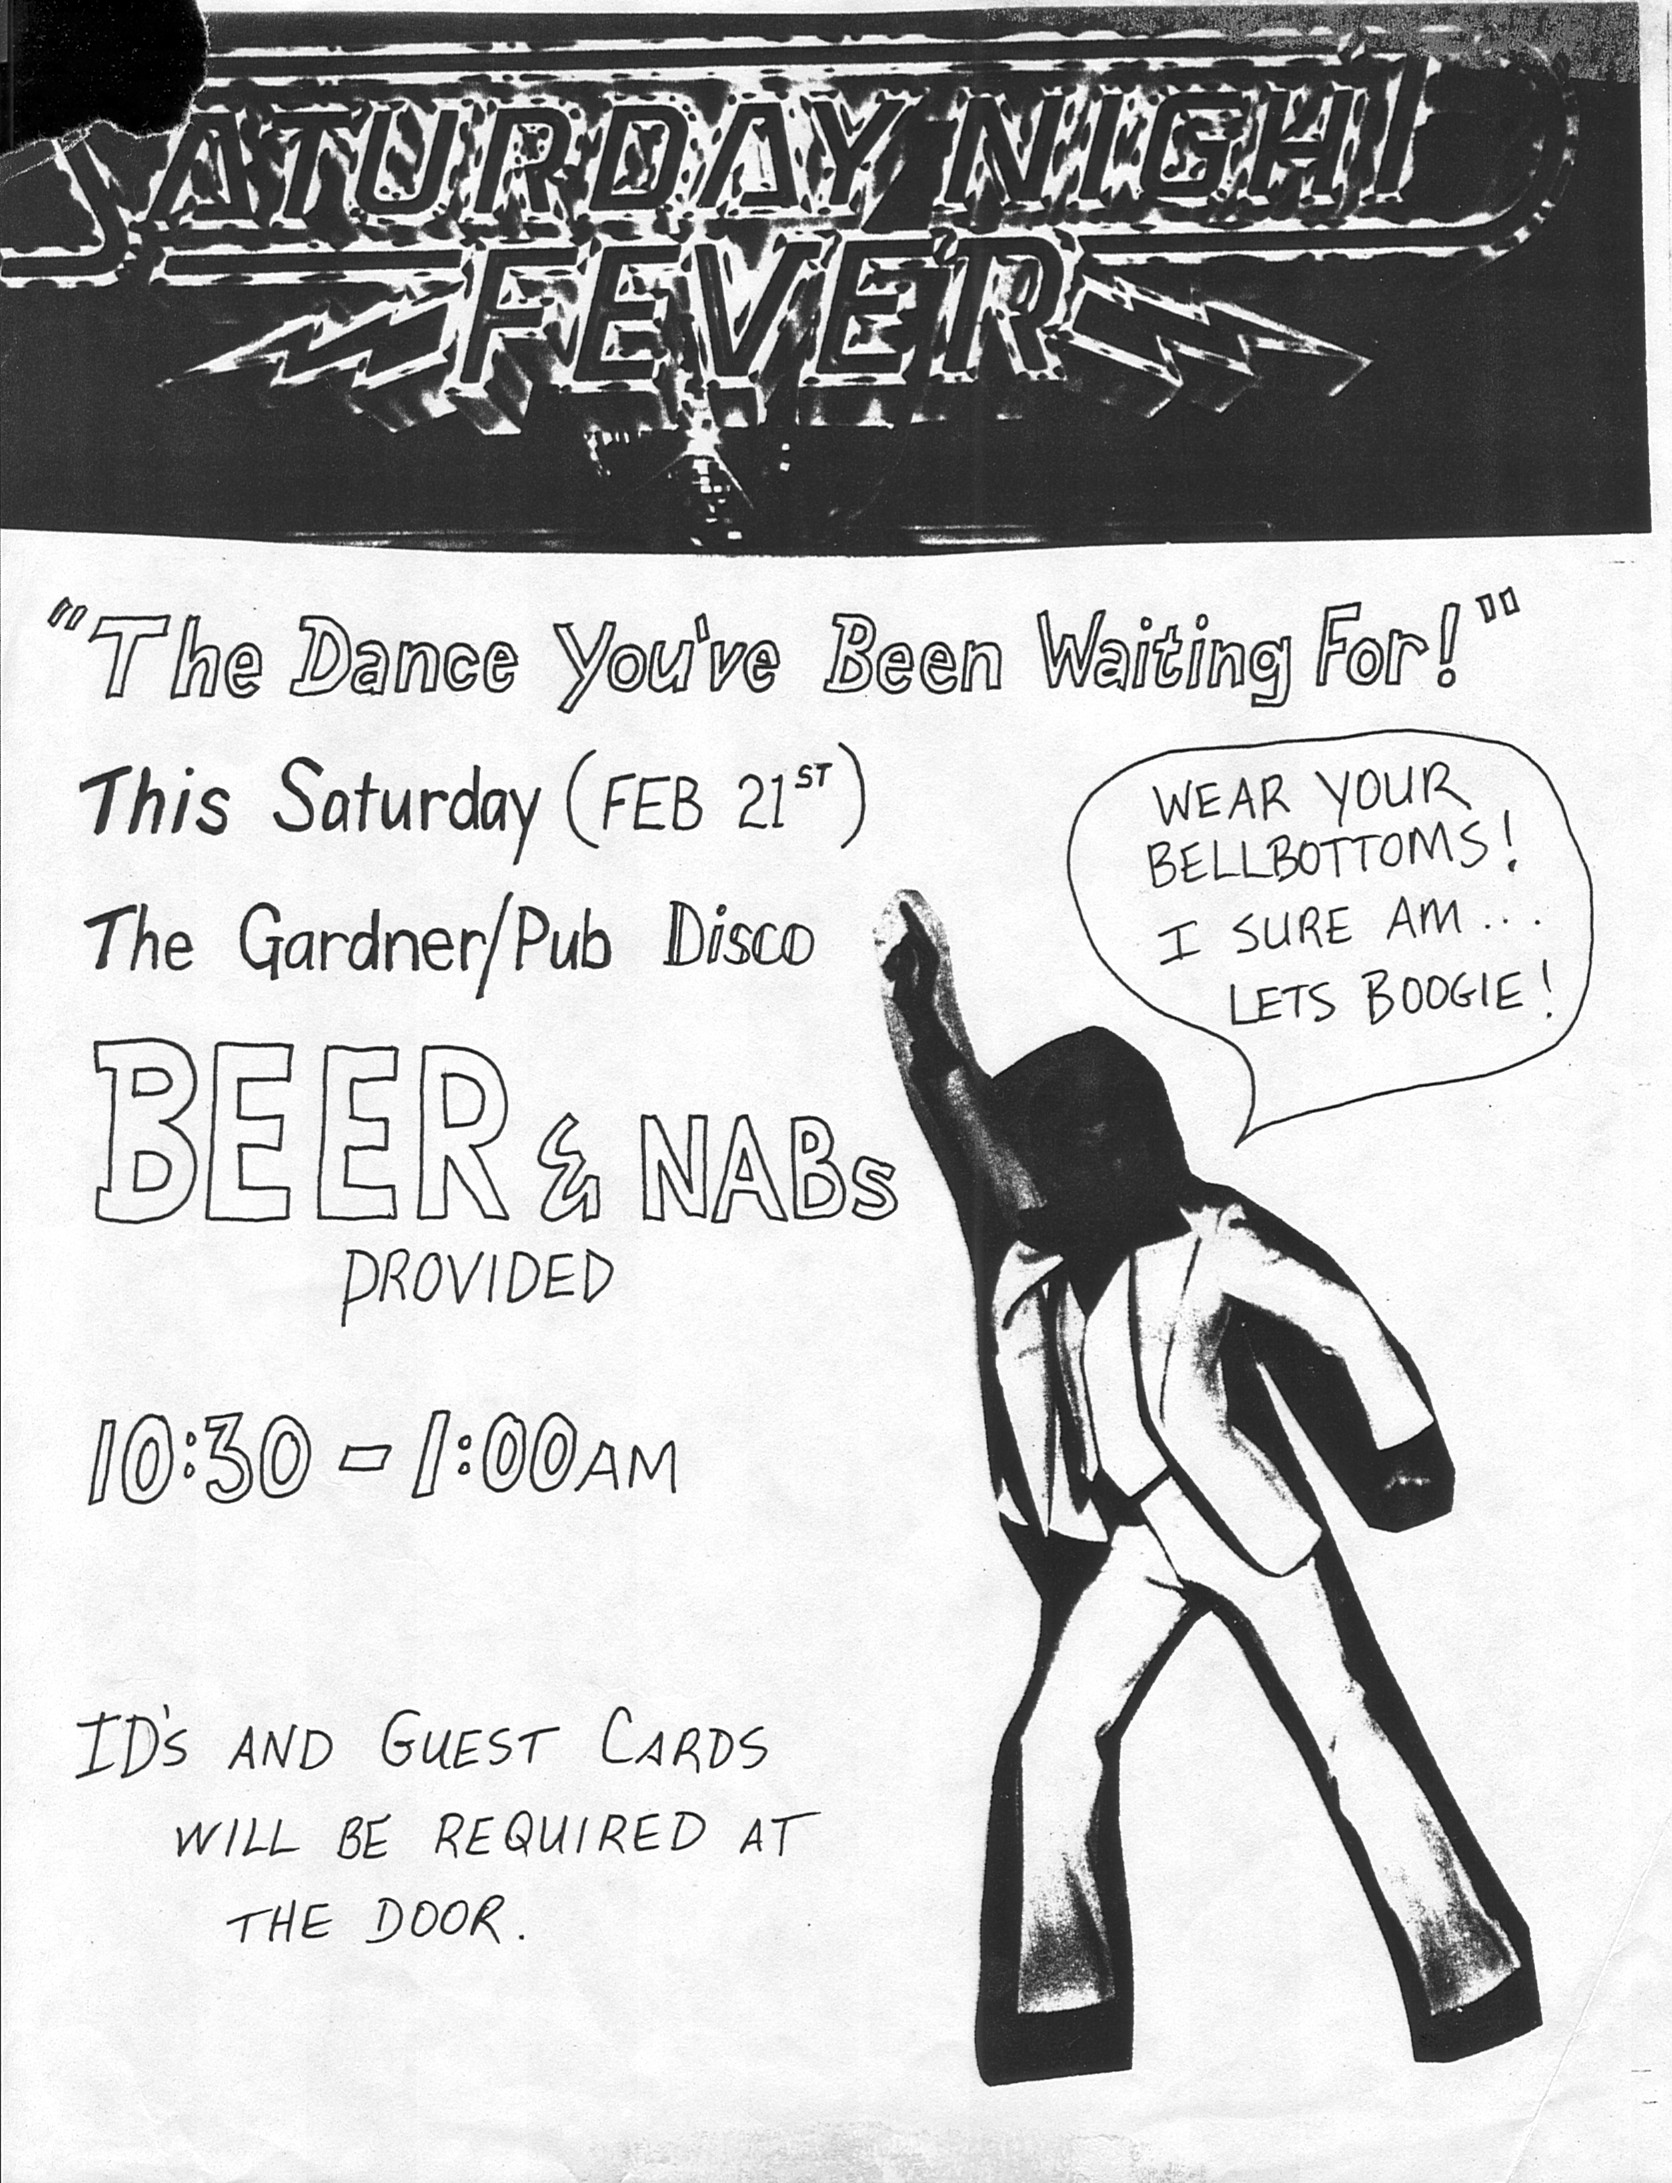 SATURDAY NIGHT
FEVER
"The Dance You've Been Waiting For!"
This Saturday (FEB 21ST)
The Gardner/Pub Disco
BEER & NABs
PROVIDED
10:30 - 1:00AM
ID's AND GUEST CARDS
WILL BE REQUIRED AT
THE DOOR.
WEAR YOUR
BELLBOTTOMS!
I SURE AM...
LETS BOOGIE!